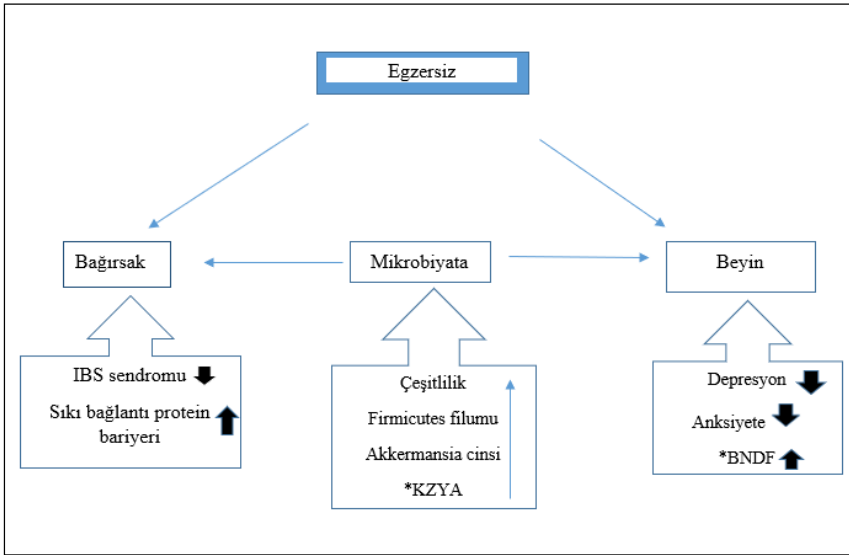 Egzersiz
Bağırsak
Mikrobiyata
Beyin
IBS sendromu
Sıkı bağlantı protein
bariyeri
Çeşitlilik
Firmicutes filumu
Akkermansia cinsi
*KZYA
Depresyon
Anksiyete
*BNDF